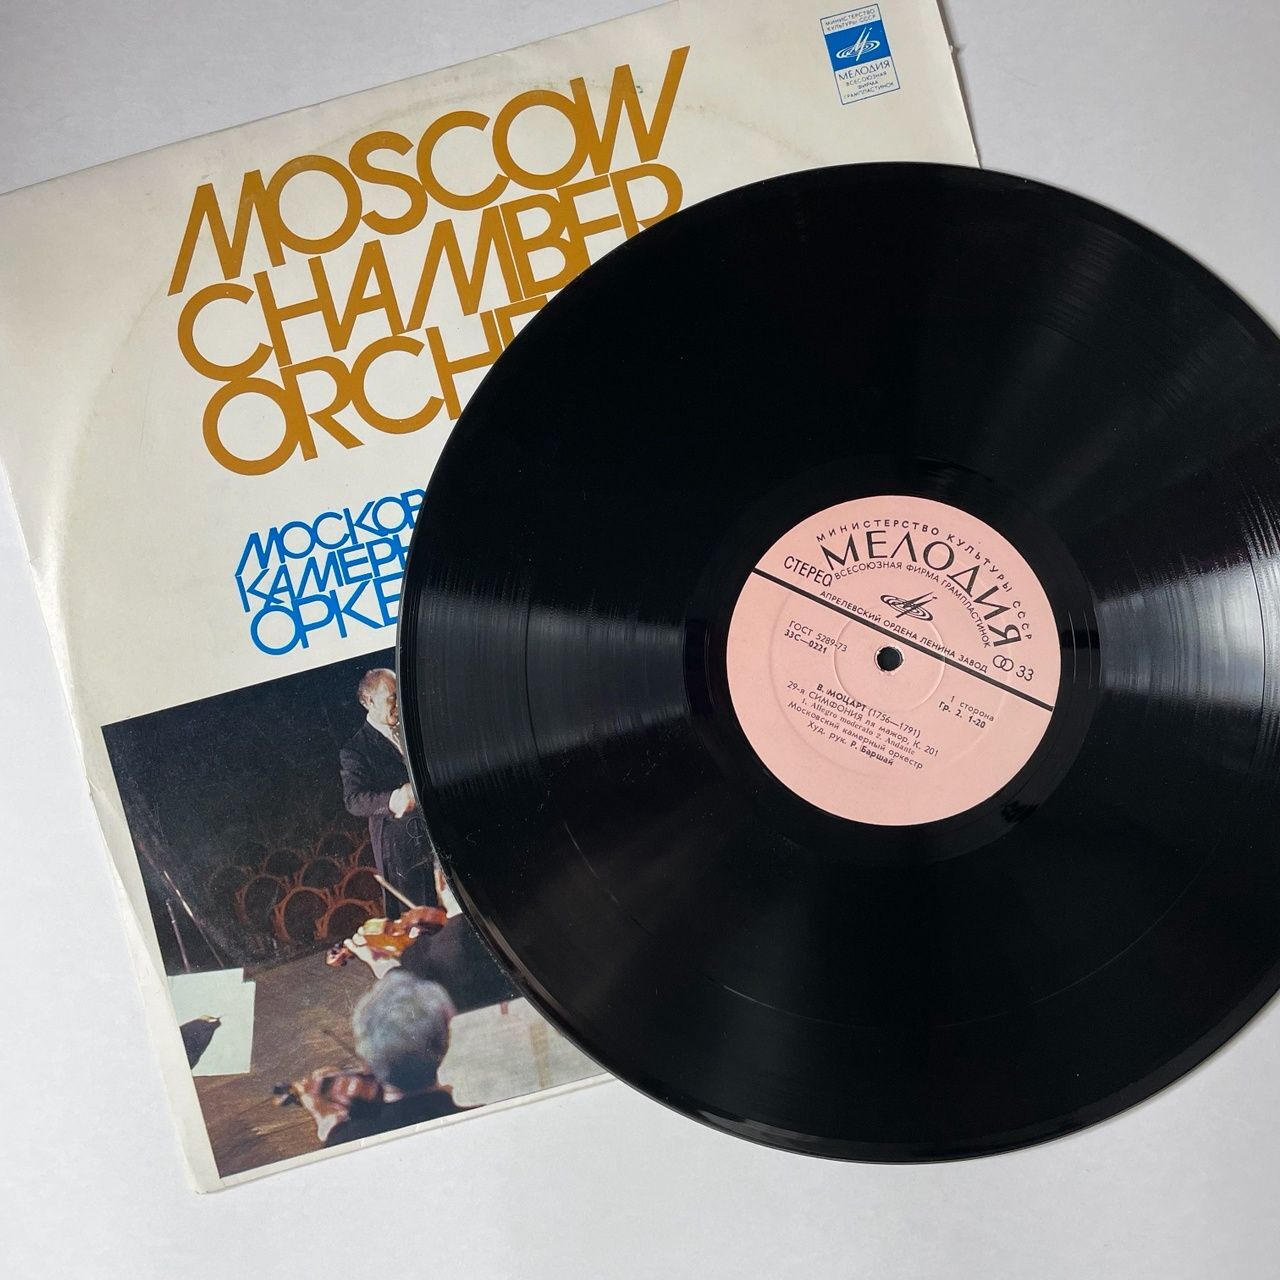 МИНИСТЕРСТВО
КУЛЬТУРЫ СССР
МЕЛОДИЯ
ВСЕСОЮЗНАЯ
ФИРМА
ГРАМПЛАСТИНОК
MOSCOW
CHAMBER
ORCHE
МОСКОВ
КАМЕРН
ОРКЕ
МИНИСТЕРСТВО КУЛЬТУРЫ СССР
МЕЛОДИЯ
ВСЕСОЮЗНАЯ ФИРМА ГРАМПЛАСТИНОК
СТЕРЕО
АПРЕЛЕВСКИЙ ОРДЕНА ЛЕНИНА ЗАВОД
33
ГОСТ 5289-73
33С—0221
1 сторона
Гр. 2. 1-20
В. МОЦАРТ (1756—1791)
29-я СИМФОНИЯ ля мажор, К. 201
1. Allegro moderato 2. Andante
Московский камерный оркестр
Худ. рук. Р. Баршай